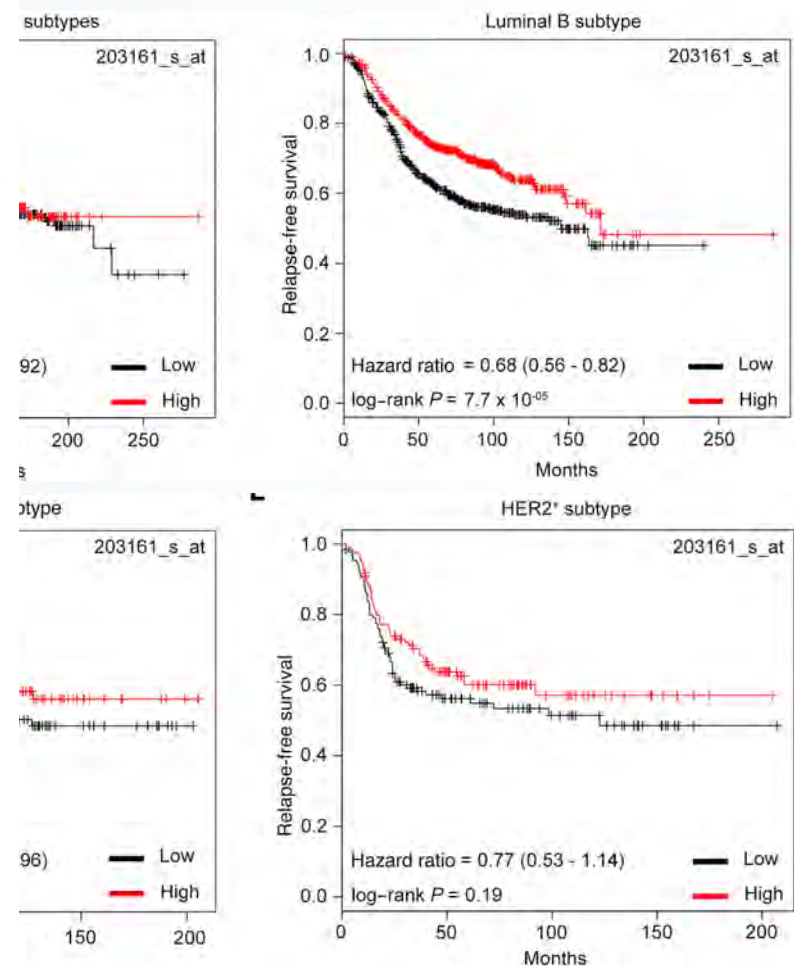 subtypes
203161_s_at
92)
Low
High
200 250
s
Luminal B subtype
203161_s_at
Relapse-free survival
1.0
0.8
0.6
0.4
0.2
0.0
Hazard ratio = 0.68 (0.56 - 0.82)
log-rank P = 7.7 x 10⁻⁰⁵
Low
High
0 50 100 150 200 250
Months
btype
203161_s_at
96)
Low
High
150 200
HER2⁺ subtype
203161_s_at
Relapse-free survival
1.0
0.8
0.6
0.4
0.2
0.0
Hazard ratio = 0.77 (0.53 - 1.14)
log-rank P = 0.19
Low
High
0 50 100 150 200
Months